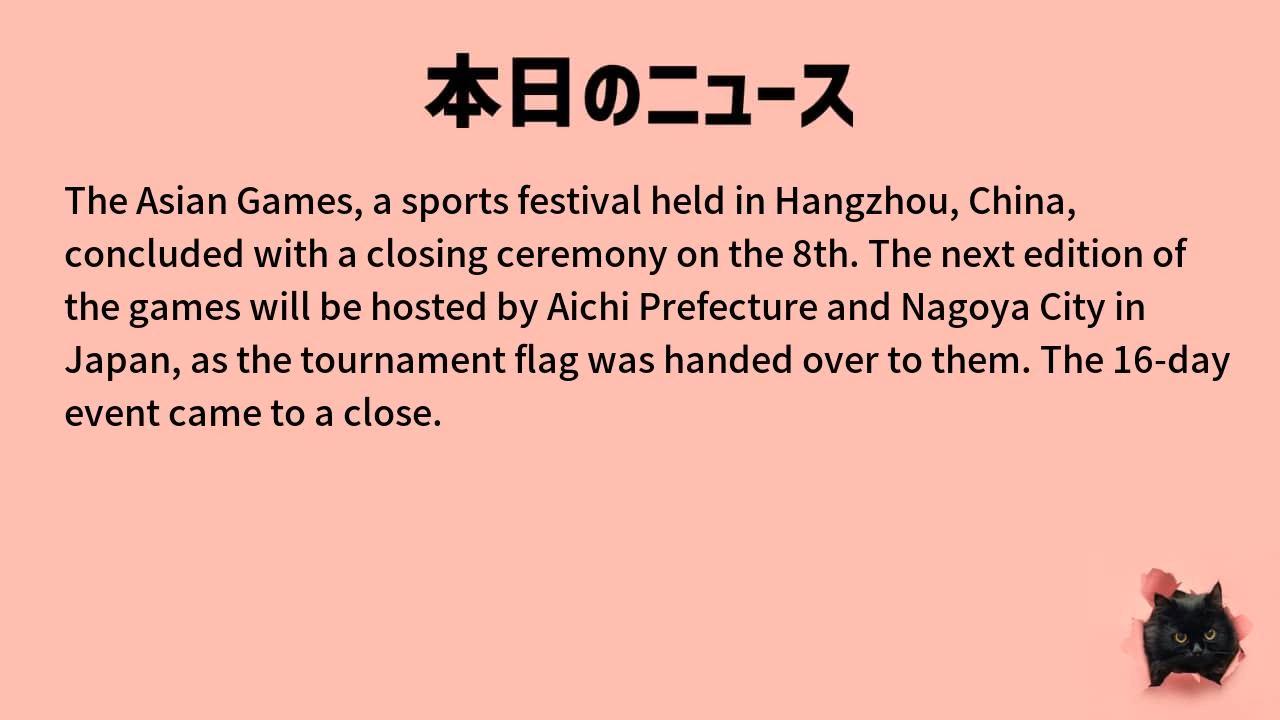 本日のニュース
The Asian Games, a sports festival held in Hangzhou, China,
concluded with a closing ceremony on the 8th. The next edition of
the games will be hosted by Aichi Prefecture and Nagoya City in
Japan, as the tournament flag was handed over to them. The 16-day
event came to a close.